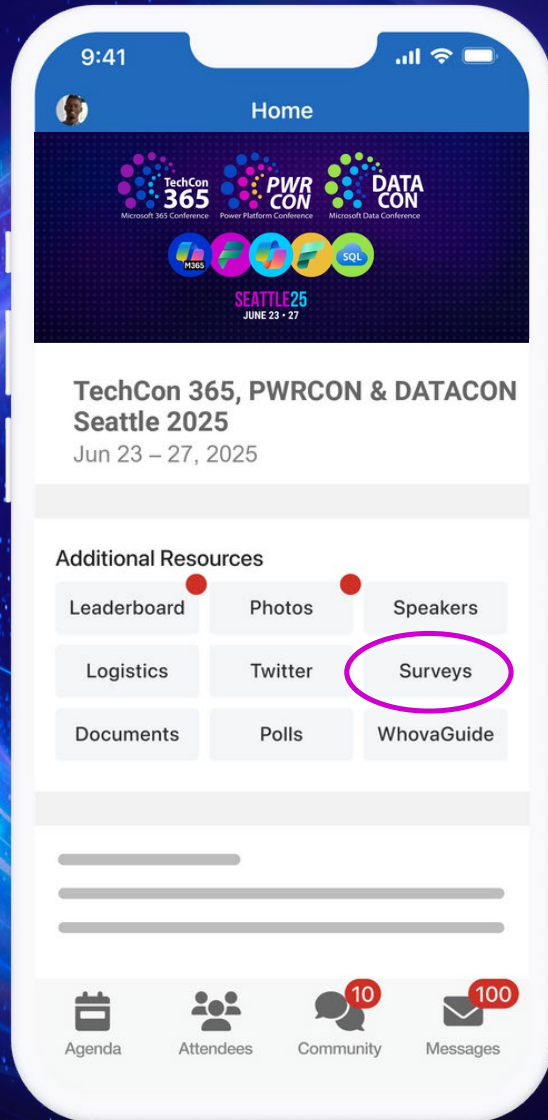 9:41
Home
TechCon
365
Microsoft 365 Conference
PWR
CON
Power Platform Conference
DATA
CON
Microsoft Data Conference
M365
SQL
SEATTLE25
JUNE 23 • 27
TechCon 365, PWRCON & DATACON
Seattle 2025
Jun 23 – 27, 2025
Additional Resources
Leaderboard Photos Speakers
Logistics Twitter Surveys
Documents Polls WhovaGuide
10 100
Agenda Attendees Community Messages